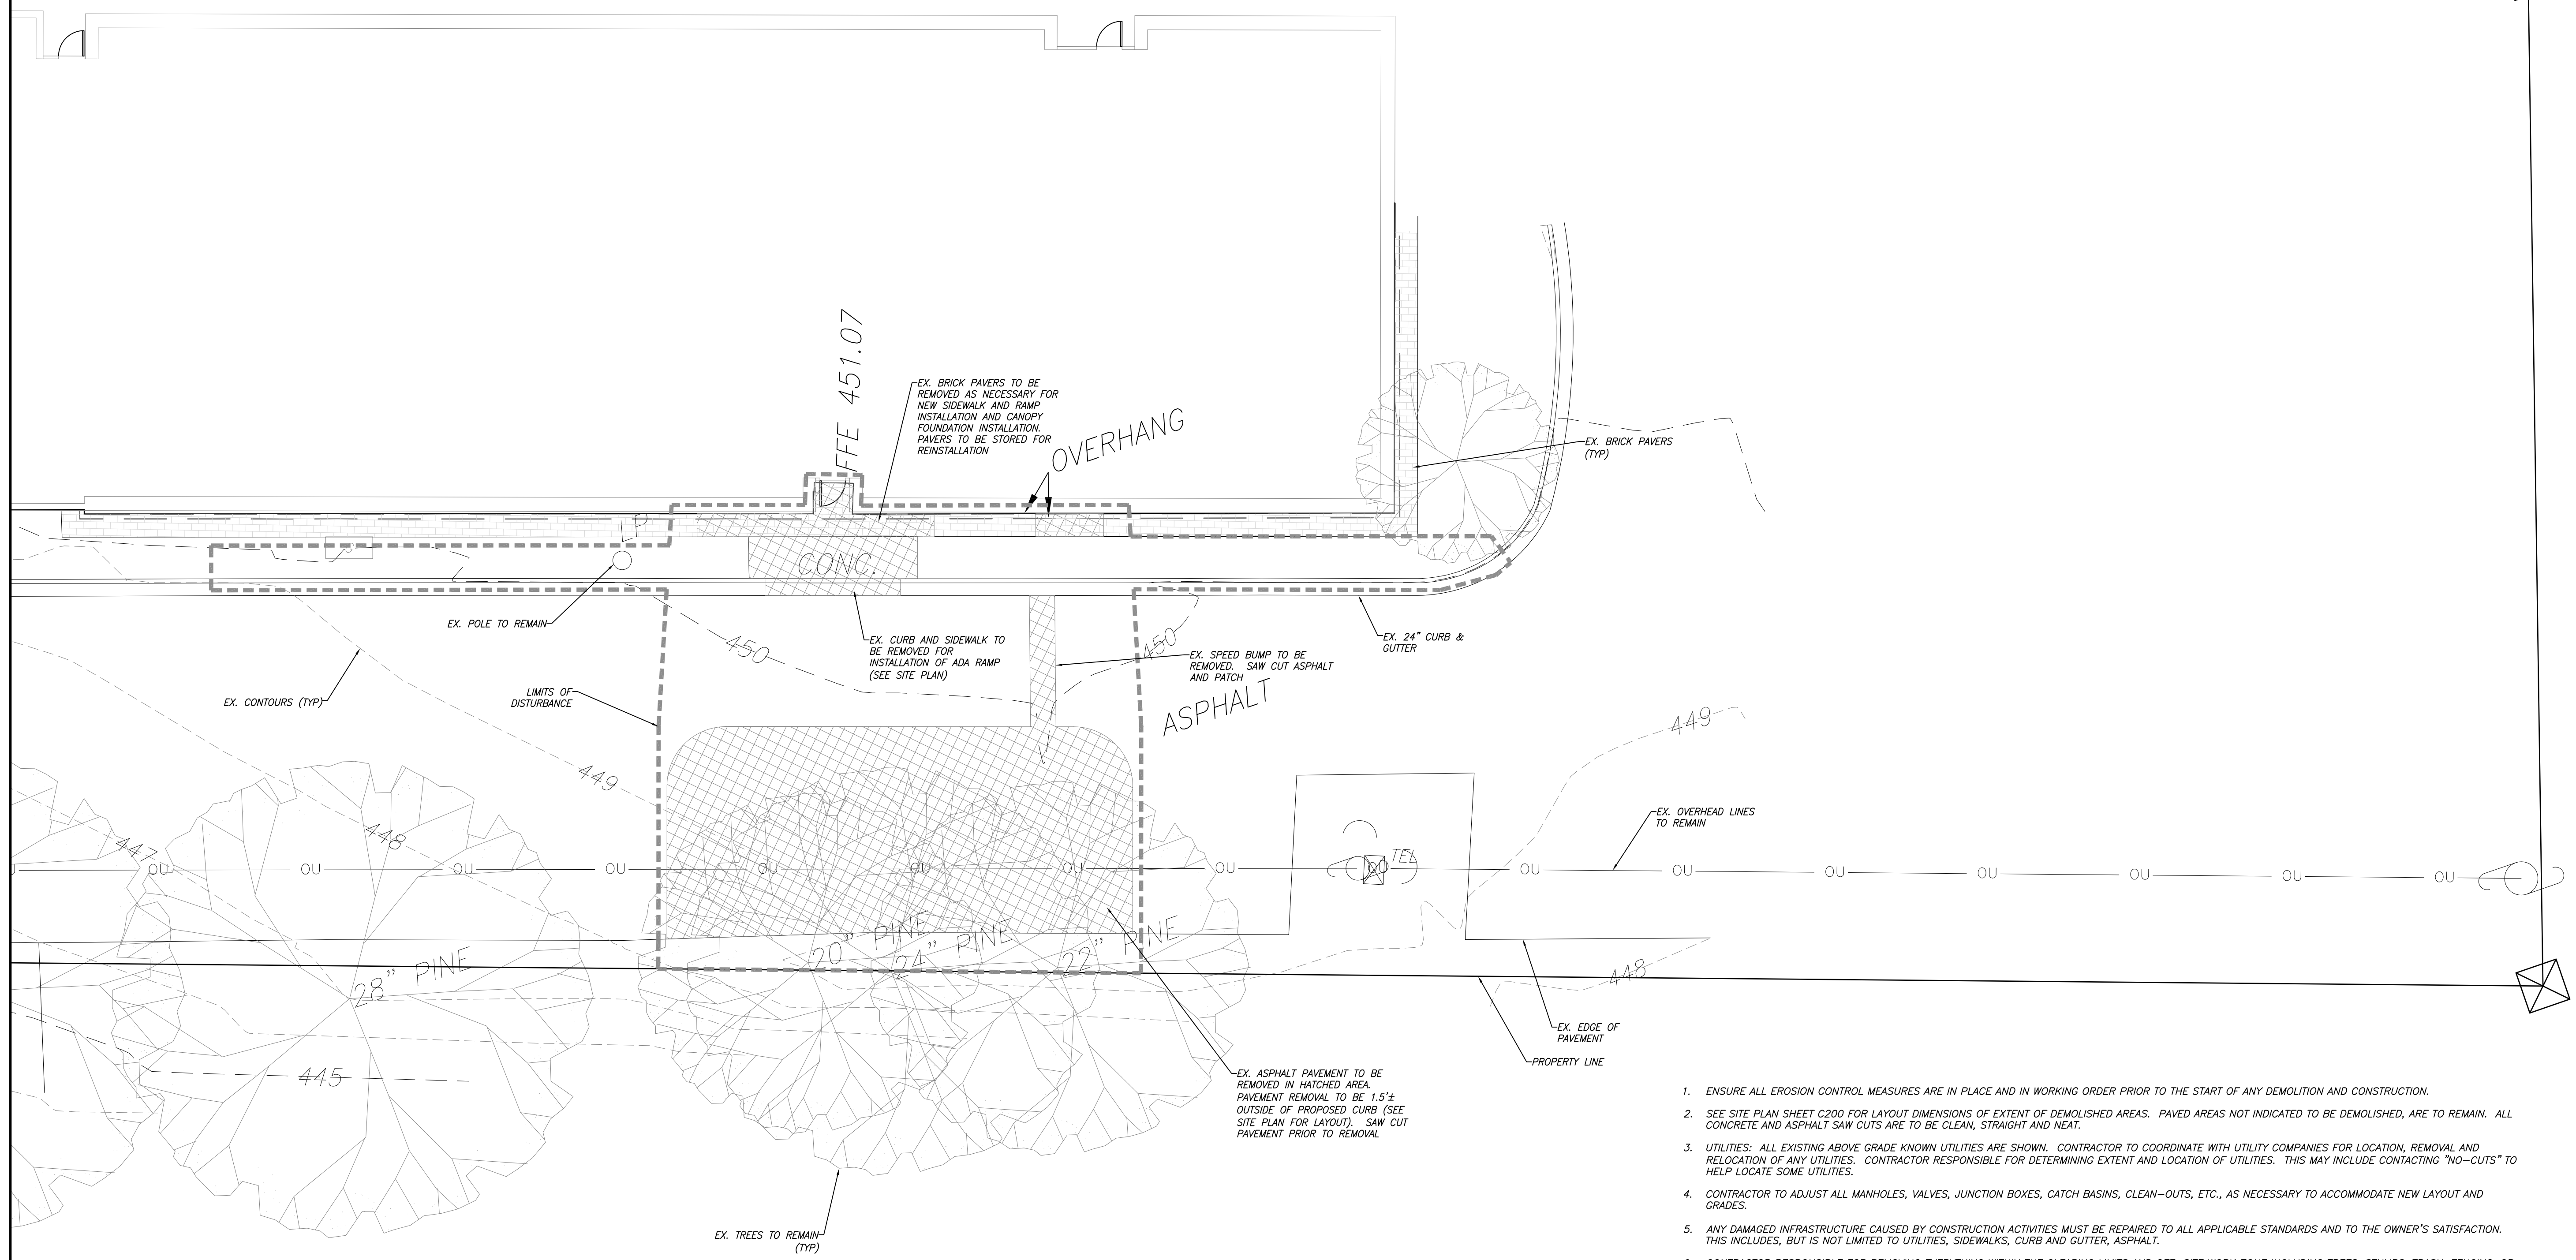 FFE 451.07
EX. BRICK PAVERS TO BE
REMOVED AS NECESSARY FOR
NEW SIDEWALK AND RAMP
INSTALLATION AND CANOPY
FOUNDATION INSTALLATION.
PAVERS TO BE STORED FOR
REINSTALLATION
OVERHANG
EX. BRICK PAVERS
(TYP)
P
CONC.
EX. POLE TO REMAIN
EX. CURB AND SIDEWALK TO
BE REMOVED FOR
INSTALLATION OF ADA RAMP
(SEE SITE PLAN)
450
450
EX. SPEED BUMP TO BE
REMOVED. SAW CUT ASPHALT
AND PATCH
EX. 24" CURB &
GUTTER
EX. CONTOURS (TYP)
LIMITS OF
DISTURBANCE
ASPHALT
449
449
448
447
EX. OVERHEAD LINES
TO REMAIN
TEL
OU OU OU OU OU OU OU OU OU OU OU OU OU OU OU
20" PINE
24" PINE
22" PINE
28" PINE
448
445
EX. EDGE OF
PAVEMENT
PROPERTY LINE
EX. ASPHALT PAVEMENT TO BE
REMOVED IN HATCHED AREA.
PAVEMENT REMOVAL TO BE 1.5'±
OUTSIDE OF PROPOSED CURB (SEE
SITE PLAN FOR LAYOUT). SAW CUT
PAVEMENT PRIOR TO REMOVAL
EX. TREES TO REMAIN
(TYP)
1. ENSURE ALL EROSION CONTROL MEASURES ARE IN PLACE AND IN WORKING ORDER PRIOR TO THE START OF ANY DEMOLITION AND CONSTRUCTION.
2. SEE SITE PLAN SHEET C200 FOR LAYOUT DIMENSIONS OF EXTENT OF DEMOLISHED AREAS. PAVED AREAS NOT INDICATED TO BE DEMOLISHED, ARE TO REMAIN. ALL
CONCRETE AND ASPHALT SAW CUTS ARE TO BE CLEAN, STRAIGHT AND NEAT.
3. UTILITIES: ALL EXISTING ABOVE GRADE KNOWN UTILITIES ARE SHOWN. CONTRACTOR TO COORDINATE WITH UTILITY COMPANIES FOR LOCATION, REMOVAL AND
RELOCATION OF ANY UTILITIES. CONTRACTOR RESPONSIBLE FOR DETERMINING EXTENT AND LOCATION OF UTILITIES. THIS MAY INCLUDE CONTACTING "NO-CUTS" TO
HELP LOCATE SOME UTILITIES.
4. CONTRACTOR TO ADJUST ALL MANHOLES, VALVES, JUNCTION BOXES, CATCH BASINS, CLEAN-OUTS, ETC., AS NECESSARY TO ACCOMMODATE NEW LAYOUT AND
GRADES.
5. ANY DAMAGED INFRASTRUCTURE CAUSED BY CONSTRUCTION ACTIVITIES MUST BE REPAIRED TO ALL APPLICABLE STANDARDS AND TO THE OWNER'S SATISFACTION.
THIS INCLUDES, BUT IS NOT LIMITED TO UTILITIES, SIDEWALKS, CURB AND GUTTER, ASPHALT.